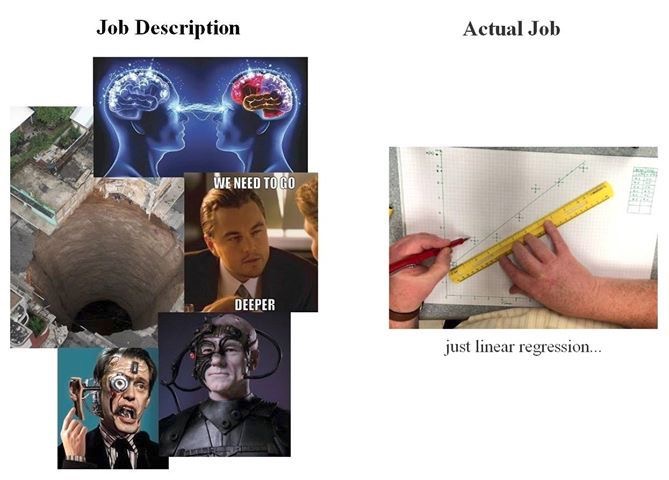 Job Description
Actual Job
WE NEED TO GO
DEEPER
just linear regression...